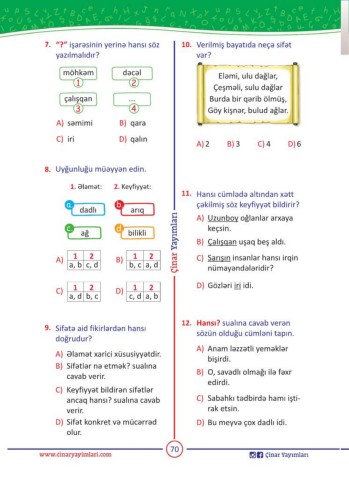 7. "?" işarəsinin yerinə hansı söz
yazılmalıdır?
möhkəm
dəcəl
1
2
çalışqan
...
3
4
A) səmimi
B) qara
C) iri
D) qalın
8. Uyğunluğu müəyyən edin.
1. Əlamət: 2. Keyfiyyət:
a dadlı
b arıq
c ağ
d bilikli
A) 1 2
a, b c, d
B) 1 2
b, c a, d
C) 1 2
a, d b, c
D) 1 2
c, d a, b
9. Sifətə aid fikirlərdən hansı
doğrudur?
A) Əlamət xarici xüsusiyyətdir.
B) Sifətlər nə etmək? sualına
cavab verir.
C) Keyfiyyət bildirən sifətlər
ancaq hansı? sualına cavab
verir.
D) Sifət konkret və mücərrəd
olur.
Çinar Yayımları
10. Verilmiş bayatıda neçə sifət
var?
Eləmi, ulu dağlar,
Çeşməli, sulu dağlar
Burda bir qərib ölmüş,
Göy kişnər, bulud ağlar.
A) 2
B) 3
C) 4
D) 6
11. Hansı cümlədə altından xətt
çəkilmiş söz keyfiyyət bildirir?
A) Uzunboy oğlanlar arxaya
keçsin.
B) Çalışqan uşaq beş aldı.
C) Sarışın insanlar hansı irqin
nümayəndələridir?
D) Gözləri iri idi.
12. Hansı? sualına cavab verən
sözün olduğu cümləni tapın.
A) Anam ləzzətli yeməklər
bişirdi.
B) O, savadlı olmağı ilə fəxr
edirdi.
C) Sabahkı tədbirdə hamı işti-
rak etsin.
D) Bu meyvə çox dadlı idi.
www.cinaryayimlari.com
70
Çinar Yayımları